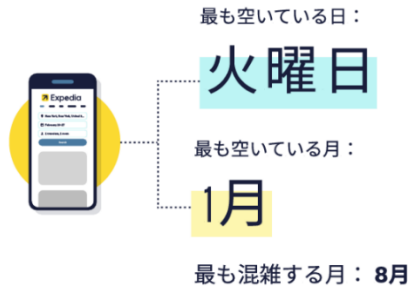 最も空いている日：
火曜日
Expedia
最も空いている月：
1月
最も混雑する月： 8月